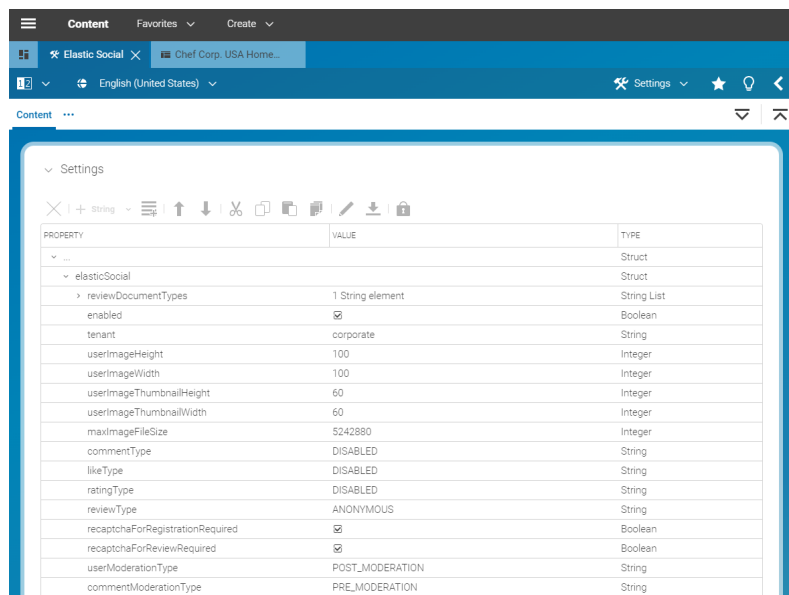 Content Favorites Create
Elastic Social Chef Corp. USA Home...
12 English (United States) Settings
Content ...
Settings
String
PROPERTY VALUE TYPE
... Struct
elasticSocial Struct
reviewDocumentTypes 1 String element String List
enabled Boolean
tenant corporate String
userImageHeight 100 Integer
userImageWidth 100 Integer
userImageThumbnailHeight 60 Integer
userImageThumbnailWidth 60 Integer
maxImageFileSize 5242880 Integer
commentType DISABLED String
likeType DISABLED String
ratingType DISABLED String
reviewType ANONYMOUS String
recaptchaForRegistrationRequired Boolean
recaptchaForReviewRequired Boolean
userModerationType POST_MODERATION String
commentModerationType PRE_MODERATION String